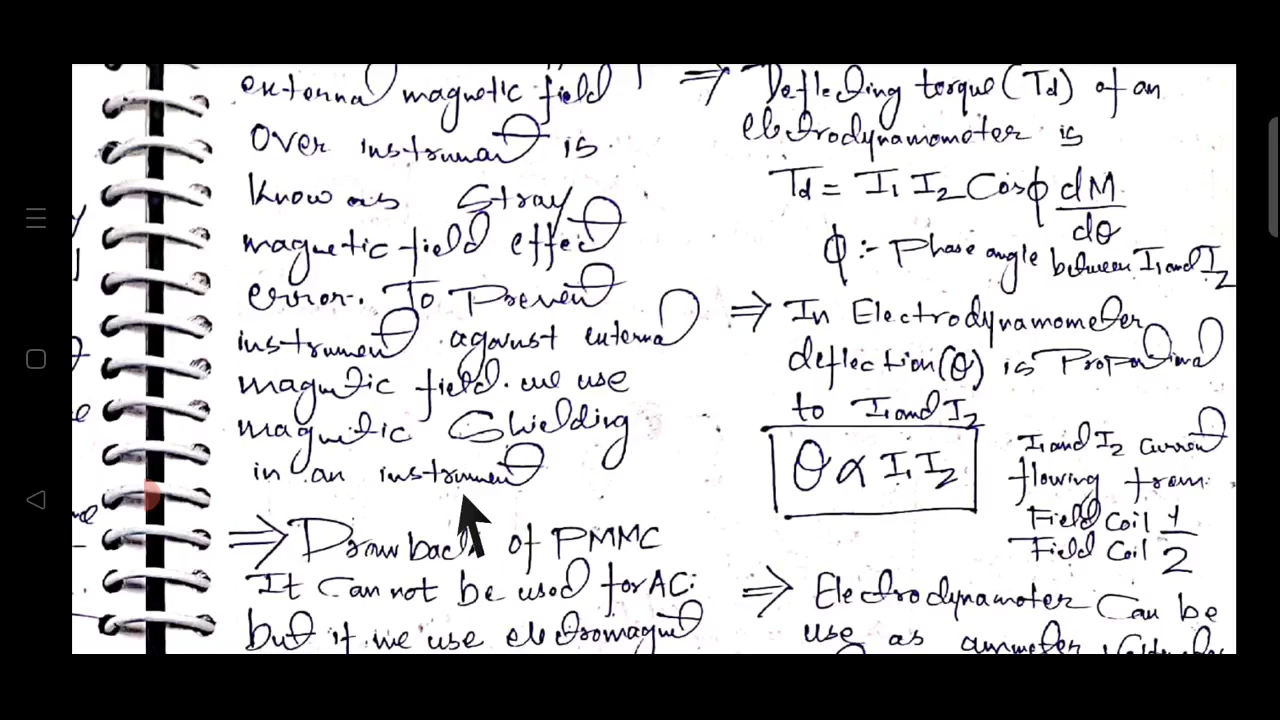 external magnetic field
over instrument is
know as Stray
magnetic field effect
error. To Prevent
instrument against external
magnetic field. we use
magnetic Shielding
in an instrument
⇒ Drawback of PMMC
It Can not be used for AC.
but if we use electromagnet
⇒ Deflecting torque (Td) of an
electrodynamometer is
Td = I1 I2 Cosϕ dM/dθ
ϕ :- Phase angle between I1 and I2
⇒ In Electrodynamometer
deflection (θ) is Proportional
to I1 and I2
θ ∝ I1 I2
I1 and I2 current
flowing from
Field Coil 1
Field Coil 2
⇒ Electrodynamoter Can be
use as ammeter,